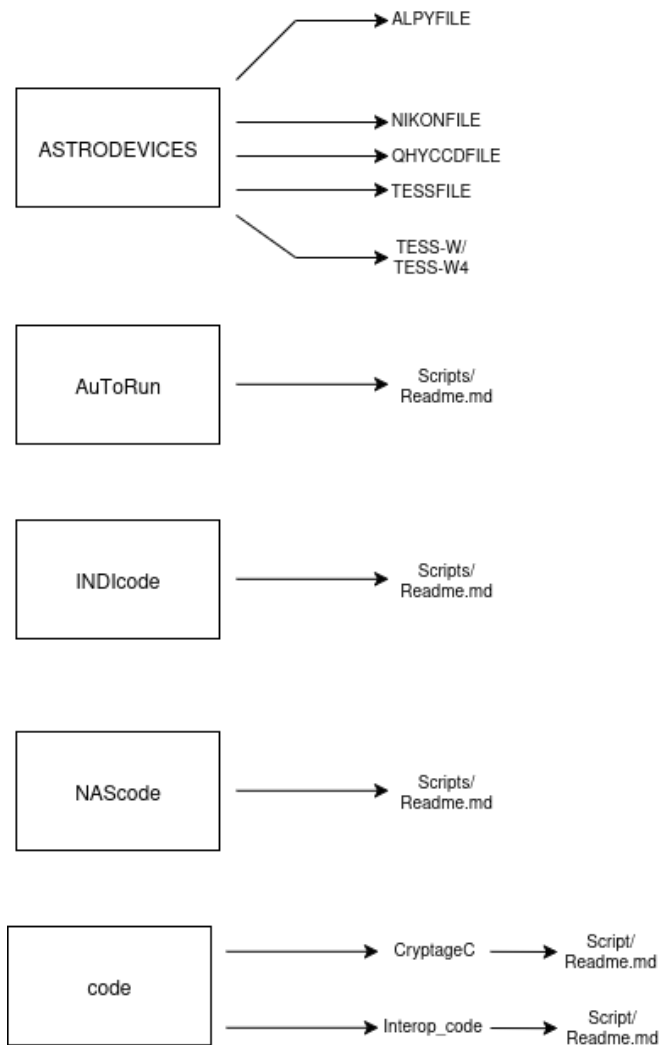 ALPYFILE
ASTRODEVICES
NIKONFILE
QHYCCDFILE
TESSFILE
TESS-W/
TESS-W4
AuToRun
Scripts/
Readme.md
INDIcode
Scripts/
Readme.md
NAScode
Scripts/
Readme.md
code
CryptageC
Script/
Readme.md
Interop_code
Script/
Readme.md